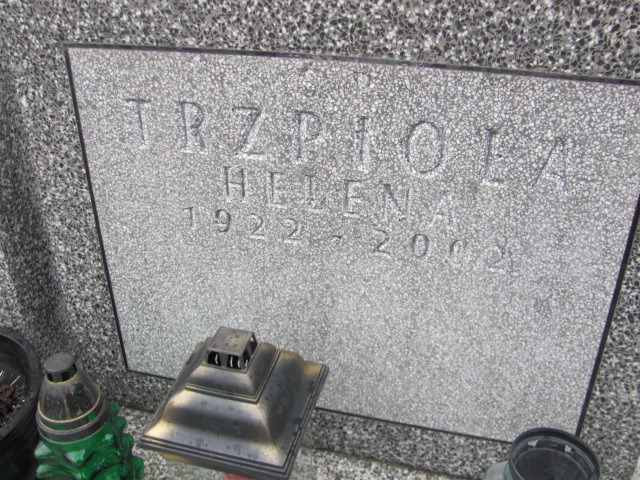 Ś P
TRZPIOŁA
HELENA
1922 - 2002